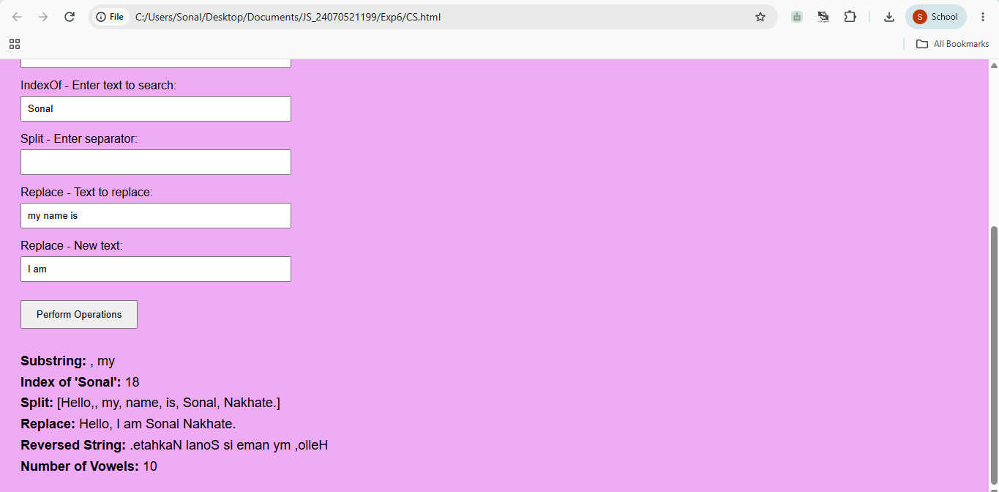 File C:/Users/Sonal/Desktop/Documents/JS_24070521199/Exp6/CS.html S School
All Bookmarks
IndexOf - Enter text to search:
Sonal
Split - Enter separator:
Replace - Text to replace:
my name is
Replace - New text:
I am
Perform Operations
Substring: , my
Index of 'Sonal': 18
Split: [Hello,, my, name, is, Sonal, Nakhate.]
Replace: Hello, I am Sonal Nakhate.
Reversed String: .etahkaN lanoS si eman ym ,olleH
Number of Vowels: 10